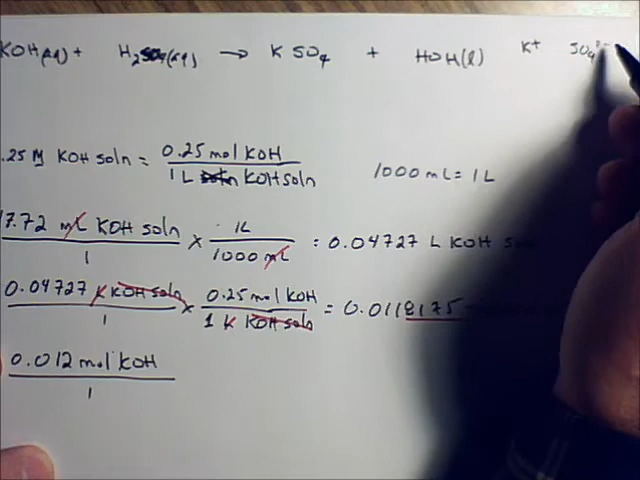 KOH(aq) + H₂SO₄(aq) → K SO₄ + HOH(l) K+ SO₄²⁻
.25 M KOH soln = 0.25 mol KOH / 1 L KOH soln 1000 mL = 1 L
7.72 mL KOH soln / 1 × 1L / 1000 mL = 0.04727 L KOH s
0.04727 L KOH soln / 1 × 0.25 mol KOH / 1 L KOH soln = 0.0118175
0.012 mol KOH / 1